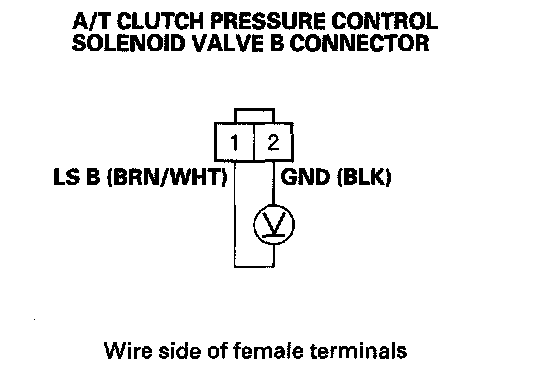 A/T CLUTCH PRESSURE CONTROL
SOLENOID VALVE B CONNECTOR
1 2
LS B (BRN/WHT) GND (BLK)
V
Wire side of female terminals